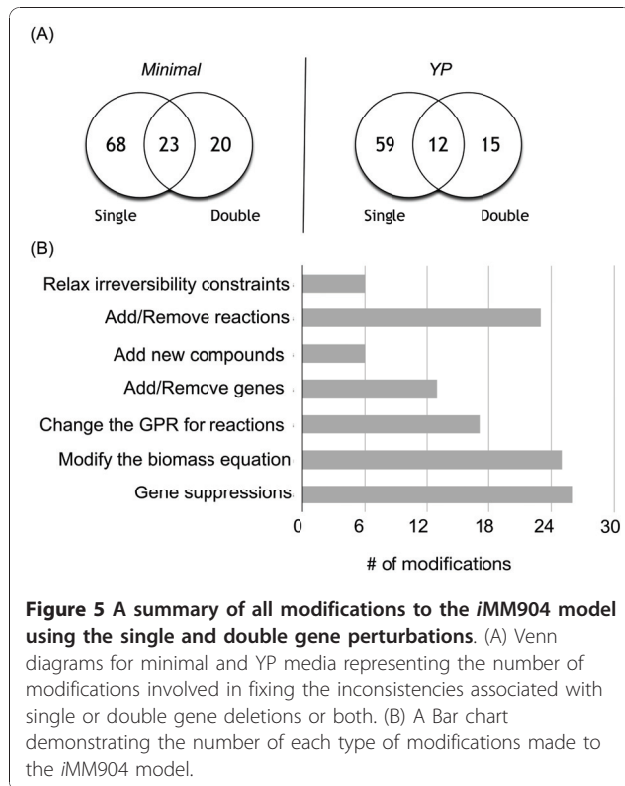 (A)
Minimal
YP
68 23 20
59 12 15
Single Double
Single Double
(B)
Relax irreversibility constraints
Add/Remove reactions
Add new compounds
Add/Remove genes
Change the GPR for reactions
Modify the biomass equation
Gene suppressions
0 6 12 18 24 30
# of modifications
Figure 5 A summary of all modifications to the iMM904 model
using the single and double gene perturbations. (A) Venn
diagrams for minimal and YP media representing the number of
modifications involved in fixing the inconsistencies associated with
single or double gene deletions or both. (B) A Bar chart
demonstrating the number of each type of modifications made to
the iMM904 model.